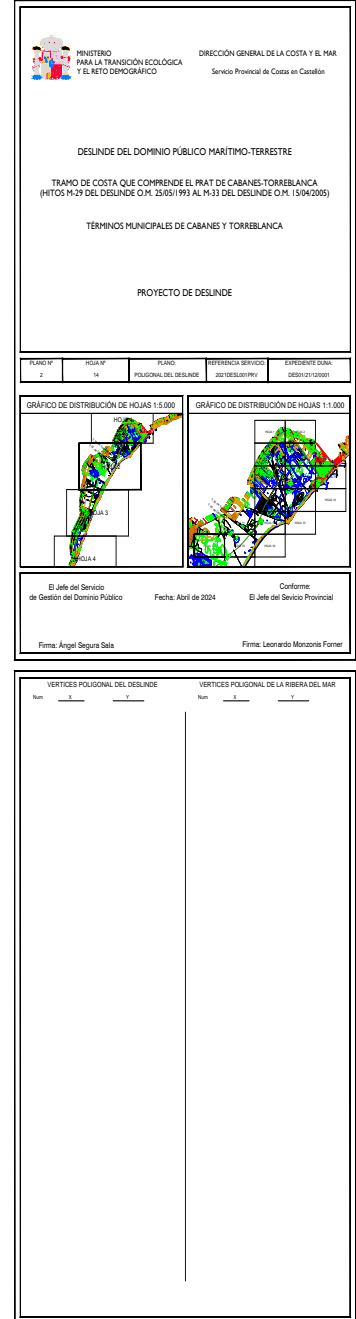 MINISTERIO
PARA LA TRANSICIÓN ECOLÓGICA
Y EL RETO DEMOGRÁFICO
DIRECCIÓN GENERAL DE LA COSTA Y EL MAR
Servicio Provincial de Costas en Castellón
DESLINDE DEL DOMINIO PÚBLICO MARÍTIMO-TERRESTRE
TRAMO DE COSTA QUE COMPRENDE EL PRAT DE CABANES-TORREBLANCA
(HITOS M-29 DEL DESLINDE O.M. 25/05/1993 AL M-33 DEL DESLINDE O.M. 15/04/2005)
TÉRMINOS MUNICIPALES DE CABANES Y TORREBLANCA
PROYECTO DE DESLINDE
PLANO Nº HOJA Nº PLANO: REFERENCIA SERVICIO: EXPEDIENTE DUNA:
2 14 POLIGONAL DEL DESLINDE 2021DESL001PRV DES01/21/12/0001
GRÁFICO DE DISTRIBUCIÓN DE HOJAS 1:5.000
GRÁFICO DE DISTRIBUCIÓN DE HOJAS 1:1.000
HOJA 3
HOJA 4
El Jefe del Servicio
de Gestión del Dominio Público
Fecha: Abril de 2024
Conforme:
El Jefe del Sevicio Provincial
Firma: Ángel Segura Sala
Firma: Leonardo Monzonis Forner
VERTICES POLIGONAL DEL DESLINDE
VERTICES POLIGONAL DE LA RIBERA DEL MAR
Num X Y
Num X Y